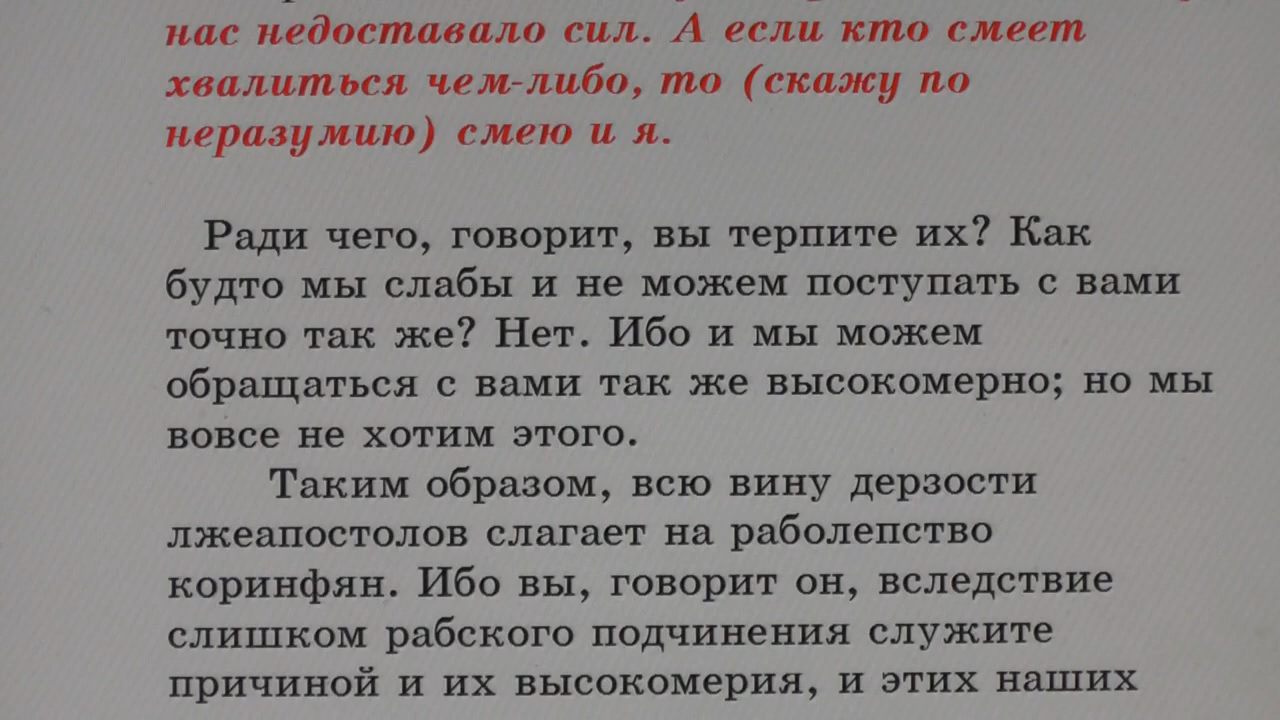 нас недоставало сил. А если кто смеет
хвалиться чем-либо, то (скажу по
неразумию) смею и я.
Ради чего, говорит, вы терпите их? Как
будто мы слабы и не можем поступать с вами
точно так же? Нет. Ибо и мы можем
обращаться с вами так же высокомерно; но мы
вовсе не хотим этого.
Таким образом, всю вину дерзости
лжеапостолов слагает на раболепство
коринфян. Ибо вы, говорит он, вследствие
слишком рабского подчинения служите
причиной и их высокомерия, и этих наших